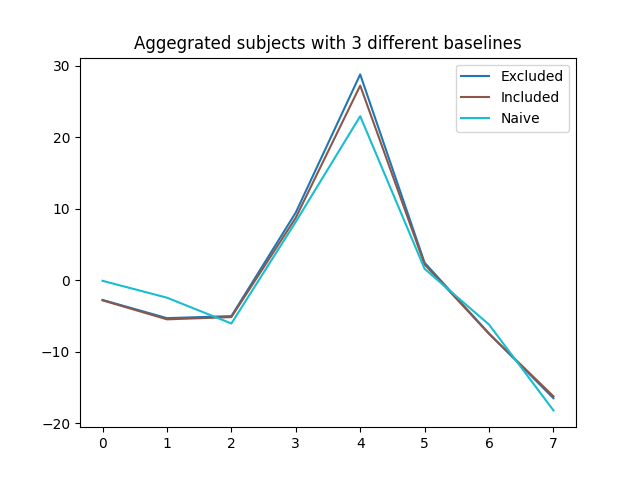 Aggegrated subjects with 3 different baselines
Excluded
Included
Naive
30
20
10
0
−10
−20
0 1 2 3 4 5 6 7